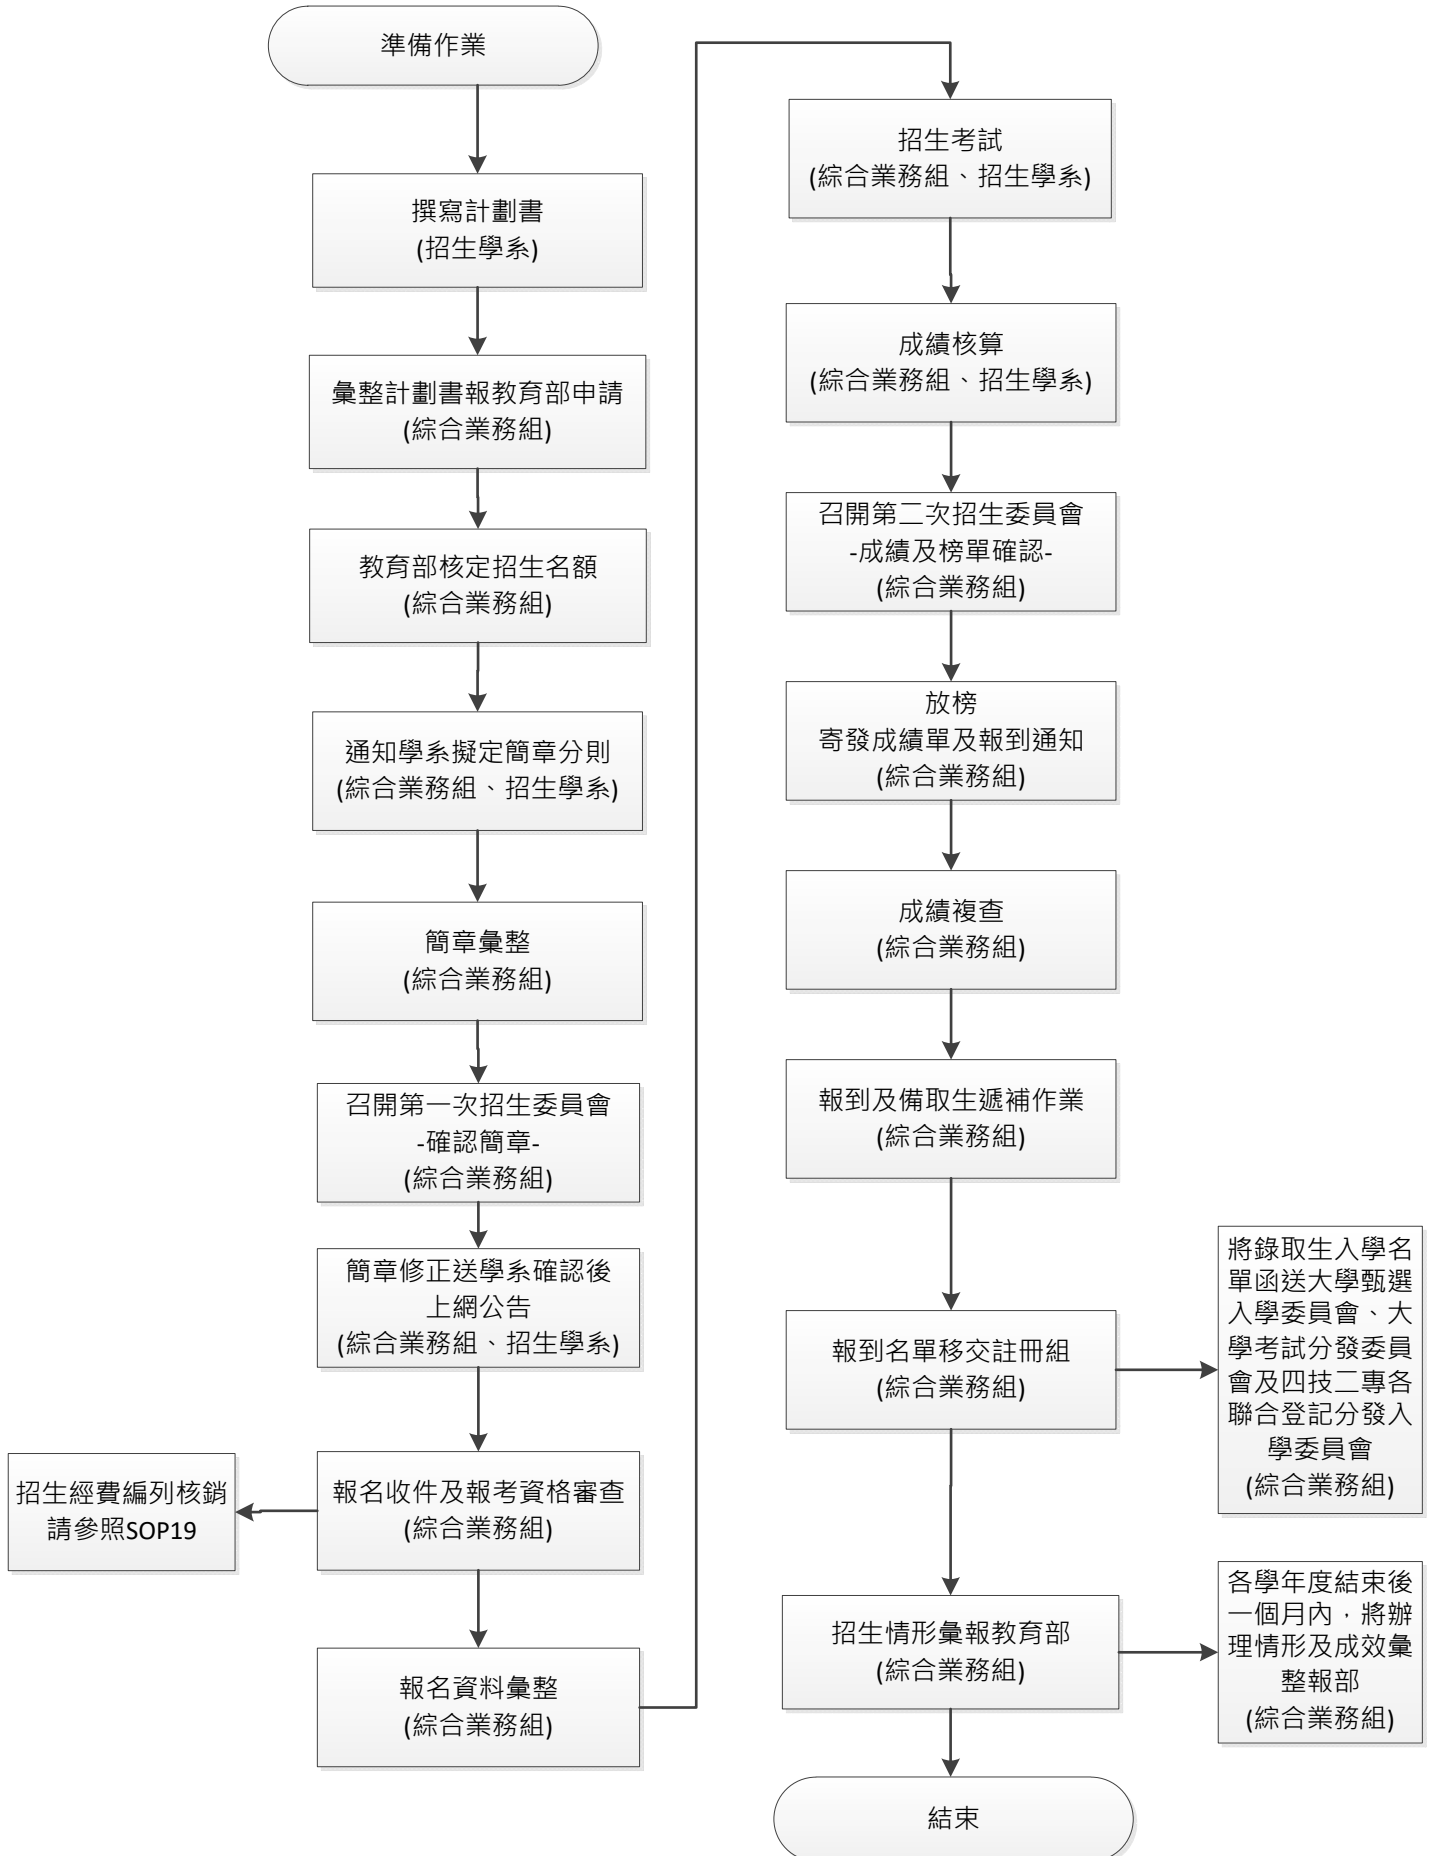 準備作業
撰寫計劃書
(招生學系)
彙整計劃書報教育部申請
(綜合業務組)
教育部核定招生名額
(綜合業務組)
通知學系擬定簡章分則
(綜合業務組、招生學系)
簡章彙整
(綜合業務組)
召開第一次招生委員會
-確認簡章-
(綜合業務組)
簡章修正送學系確認後
上網公告
(綜合業務組、招生學系)
報名收件及報考資格審查
(綜合業務組)
招生經費編列核銷
請參照SOP19
報名資料彙整
(綜合業務組)
招生考試
(綜合業務組、招生學系)
成績核算
(綜合業務組、招生學系)
召開第二次招生委員會
-成績及榜單確認-
(綜合業務組)
放榜
寄發成績單及報到通知
(綜合業務組)
成績複查
(綜合業務組)
報到及備取生遞補作業
(綜合業務組)
報到名單移交註冊組
(綜合業務組)
將錄取生入學名
單函送大學甄選
入學委員會、大
學考試分發委員
會及四技二專各
聯合登記分發入
學委員會
(綜合業務組)
招生情形彙報教育部
(綜合業務組)
各學年度結束後
一個月內，將辦
理情形及成效彙
整報部
(綜合業務組)
結束